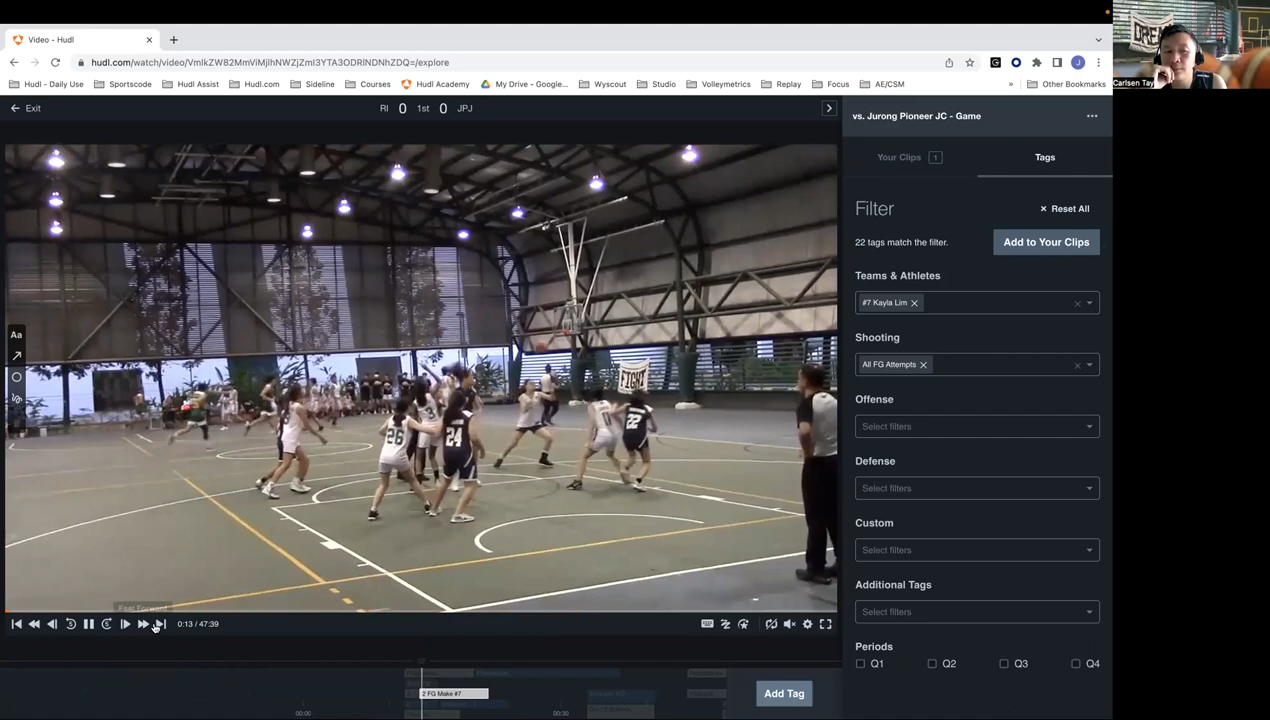 Video - Hudl
hudl.com/watch/video/VmlkZW82MmViMjlhNWZjZmI3YTA3ODRlNDNhZDQ=/explore
Hudl - Daily Use
Sportscode
Hudl Assist
Hudl.com
Sideline
Courses
Hudl Academy
My Drive - Google...
Wyscout
Studio
Volleymetrics
Replay
Focus
AE/CSM
Other Bookmarks
Carlsen Tay
Exit
RI 0 1st 0 JPJ
vs. Jurong Pioneer JC - Game
Your Clips 1
Tags
Filter
Reset All
22 tags match the filter.
Add to Your Clips
Teams & Athletes
#7 Kayla Lim
Shooting
All FG Attempts
Offense
Select filters
Defense
Select filters
Custom
Select filters
Additional Tags
Select filters
Periods
Q1 Q2 Q3 Q4
Aa
FIGHT
26
24
22
Fast Forward
0:13 / 47:39
2 FG Make #7
Add Tag
00:00
00:30